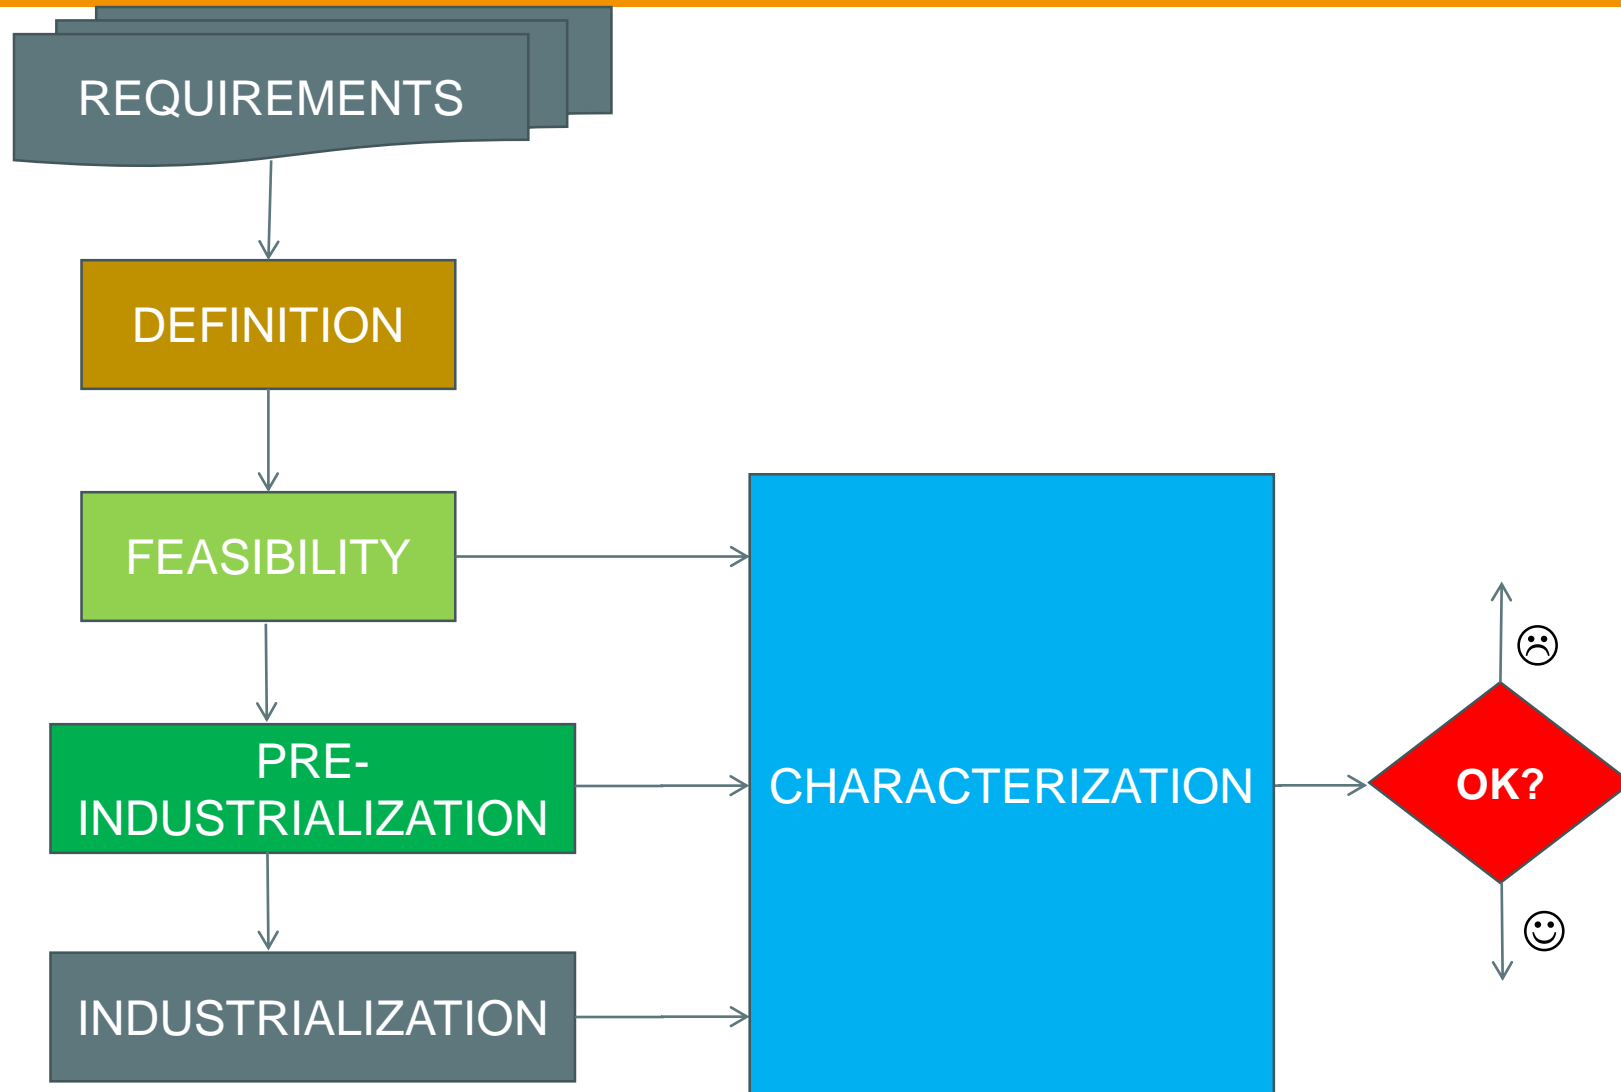 REQUIREMENTS
DEFINITION
FEASIBILITY
PRE-
INDUSTRIALIZATION
CHARACTERIZATION
OK?
INDUSTRIALIZATION